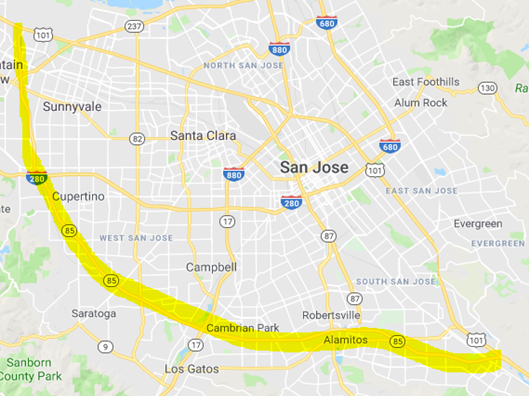 680
237
101
880
ntain
w
NORTH SAN JOSE
East Foothills
130
Ra
Sunnyvale
Alum Rock
82
Santa Clara
680
San Jose
101
880
280
Cupertino
280
EAST SAN JOSE
te
17
Evergreen
85
WEST SAN JOSE
87
EVERGREEN
Campbell
85
SOUTH SAN JOSE
87
Saratoga
Robertsville
Cambrian Park
101
9
17
Alamitos
85
Sanborn
County Park
Los Gatos